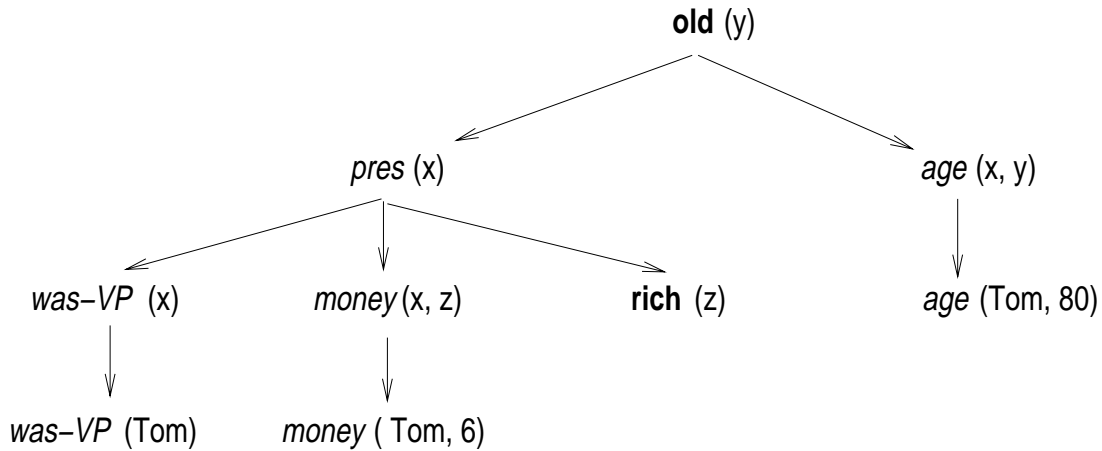 old (y)
pres (x) age (x, y)
was–VP (x) money (x, z) rich (z) age (Tom, 80)
was–VP (Tom) money ( Tom, 6)